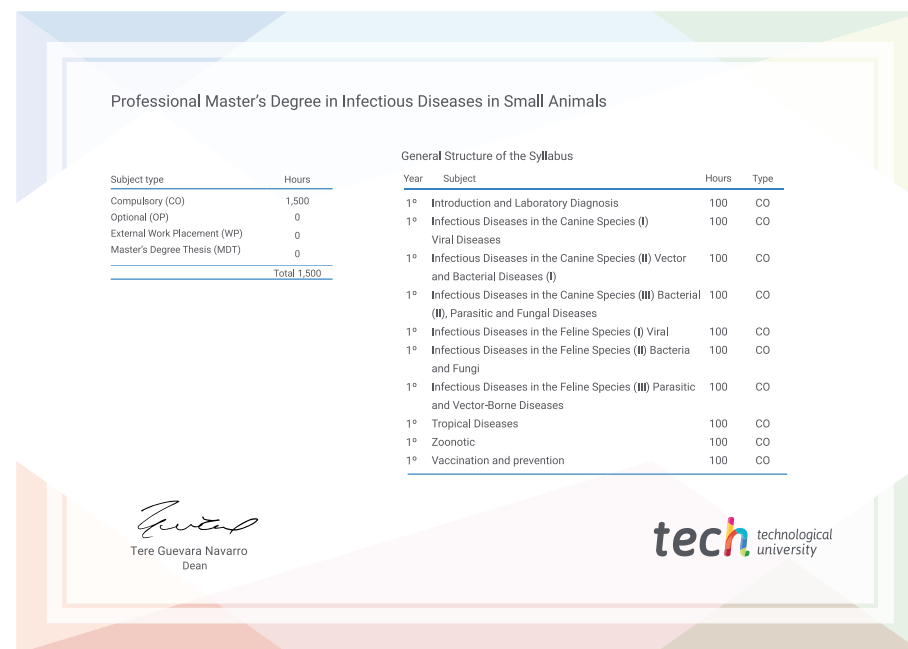 Professional Master's Degree in Infectious Diseases in Small Animals
Subject type Hours
Compulsory (CO) 1,500
Optional (OP) 0
External Work Placement (WP) 0
Master's Degree Thesis (MDT) 0
Total 1,500
General Structure of the Syllabus
Year Subject Hours Type
1º Introduction and Laboratory Diagnosis 100 CO
1º Infectious Diseases in the Canine Species (I) 100 CO
Viral Diseases
1º Infectious Diseases in the Canine Species (II) Vector 100 CO
and Bacterial Diseases (I)
1º Infectious Diseases in the Canine Species (III) Bacterial 100 CO
(II), Parasitic and Fungal Diseases
1º Infectious Diseases in the Feline Species (I) Viral 100 CO
1º Infectious Diseases in the Feline Species (II) Bacteria 100 CO
and Fungi
1º Infectious Diseases in the Feline Species (III) Parasitic 100 CO
and Vector-Borne Diseases
1º Tropical Diseases 100 CO
1º Zoonotic 100 CO
1º Vaccination and prevention 100 CO
Tere Guevara Navarro
Dean
tech technological
university